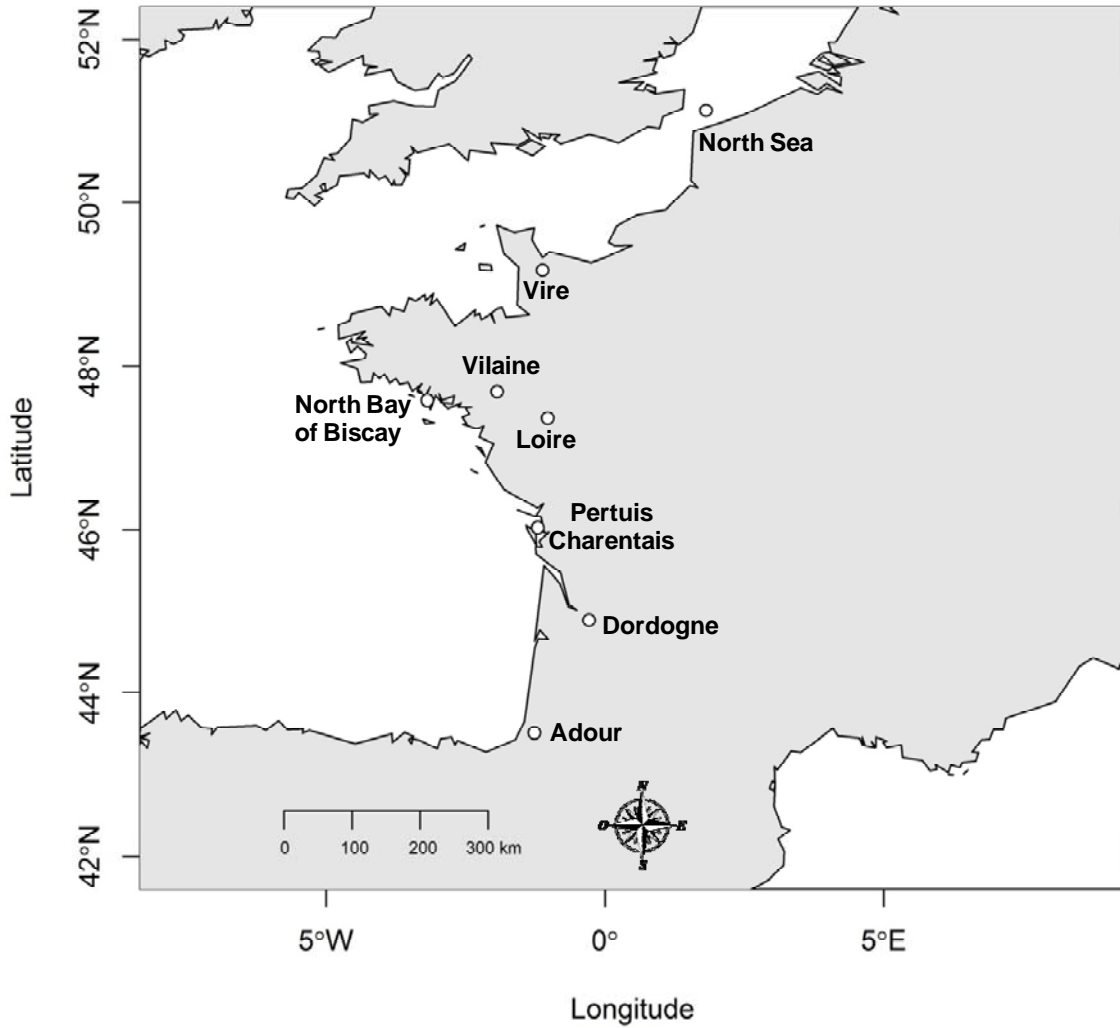 52°N
50°N
48°N
46°N
44°N
42°N
Latitude
North Sea
Vire
Vilaine
North Bay
of Biscay
Loire
Pertuis
Charentais
Dordogne
Adour
0 100 200 300 km
N
O E
S
5°W 0° 5°E
Longitude